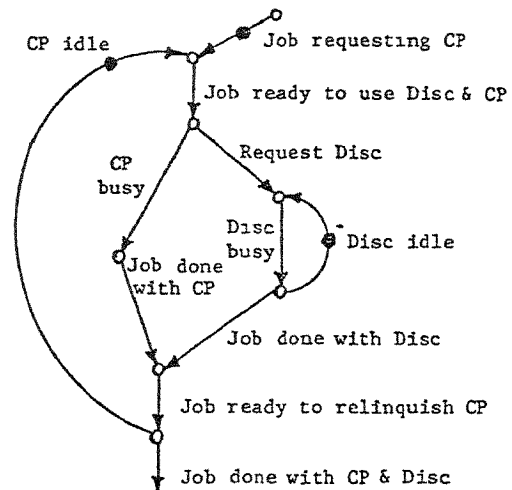 CP idle
Job requesting CP
Job ready to use Disc & CP
Request Disc
CP
busy
Disc
busy
Disc idle
Job done
with CP
Job done with Disc
Job ready to relinquish CP
Job done with CP & Disc